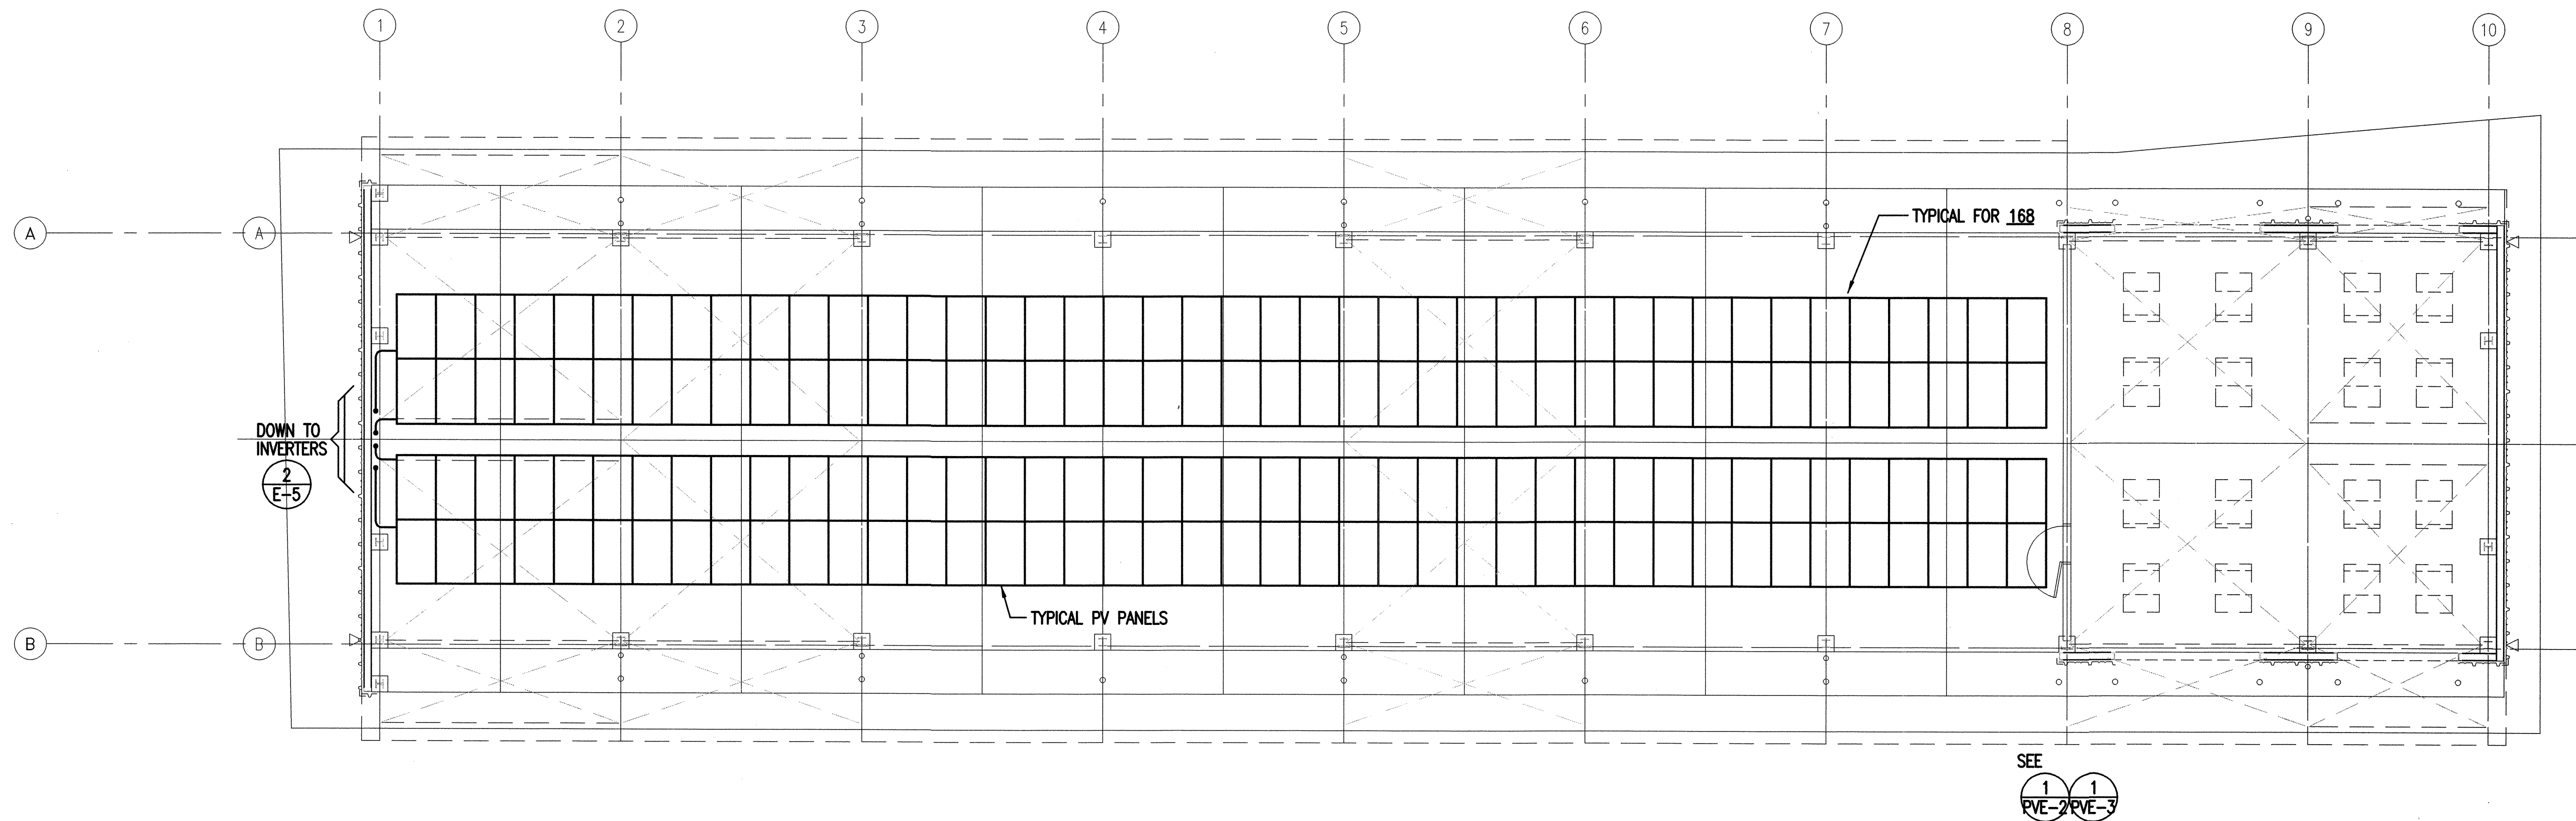 1
2
3
4
5
6
7
8
9
10
A
A
TYPICAL FOR 168
DOWN TO
INVERTERS
2
E-5
TYPICAL PV PANELS
B
B
SEE
1
PVE-2
1
PVE-3